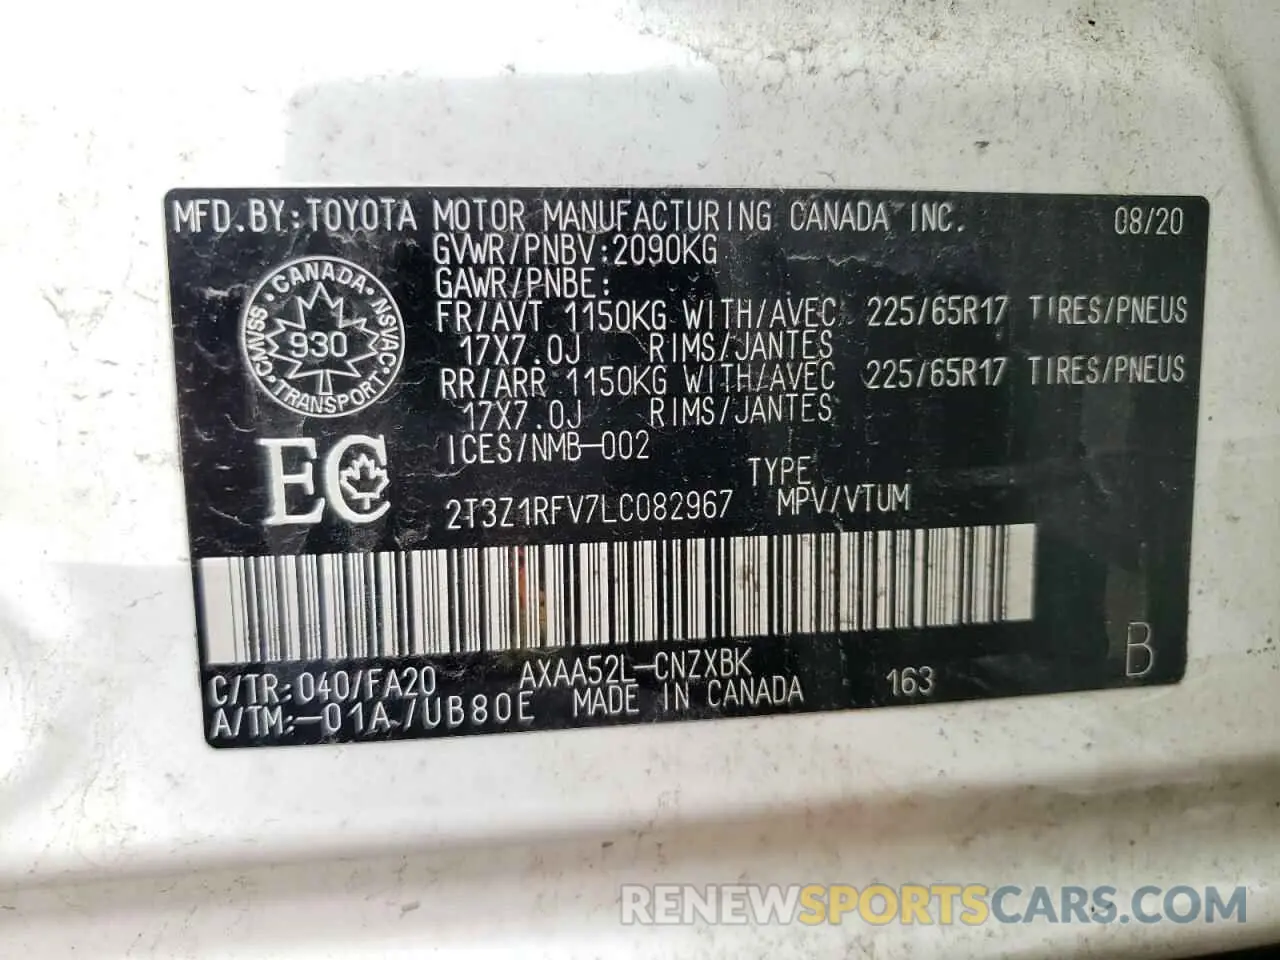 MFD.BY:TOYOTA MOTOR MANUFACTURING CANADA INC. 08/20
GVWR/PNBV:2090KG
GAWR/PNBE:
FR/AVT 1150KG WITH/AVEC 225/65R17 TIRES/PNEUS
17X7.0J RIMS/JANTES
RR/ARR 1150KG WITH/AVEC 225/65R17 TIRES/PNEUS
17X7.0J RIMS/JANTES
ICES/NMB-002
CANADA
CMVSS 930 NSVAC
TRANSPORT
EC
TYPE
2T3Z1RFV7LC082967 MPV/VTUM
C/TR:040/FA20 AXAA52L-CNZXBK 163 B
A/TM:-01A/UB80E MADE IN CANADA
RENEWSPORTSCARS.COM